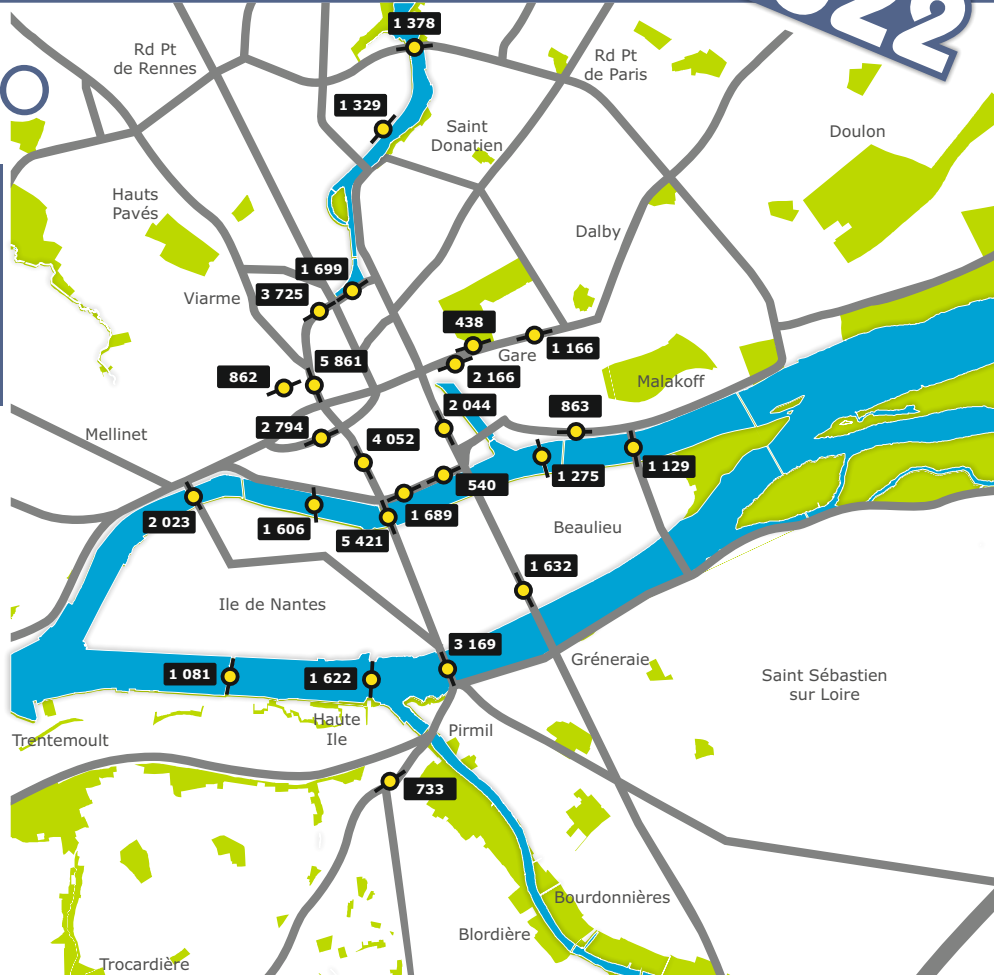 022
1 378
Rd Pt
de Rennes
Rd Pt
de Paris
1 329
Saint
Donatien
Doulon
Hauts
Pavés
Dalby
1 699
3 725
Viarme
438
Gare
1 166
5 861
862
2 166
Malakoff
2 044
863
2 794
Mellinet
4 052
1 275
1 129
540
2 023
1 606
1 689
5 421
Beaulieu
1 632
Ile de Nantes
3 169
Gréneraie
1 081
1 622
Saint Sébastien
sur Loire
Haute
Ile
Pirmil
Trentemoult
733
Bourdonnières
Blordière
Trocardière